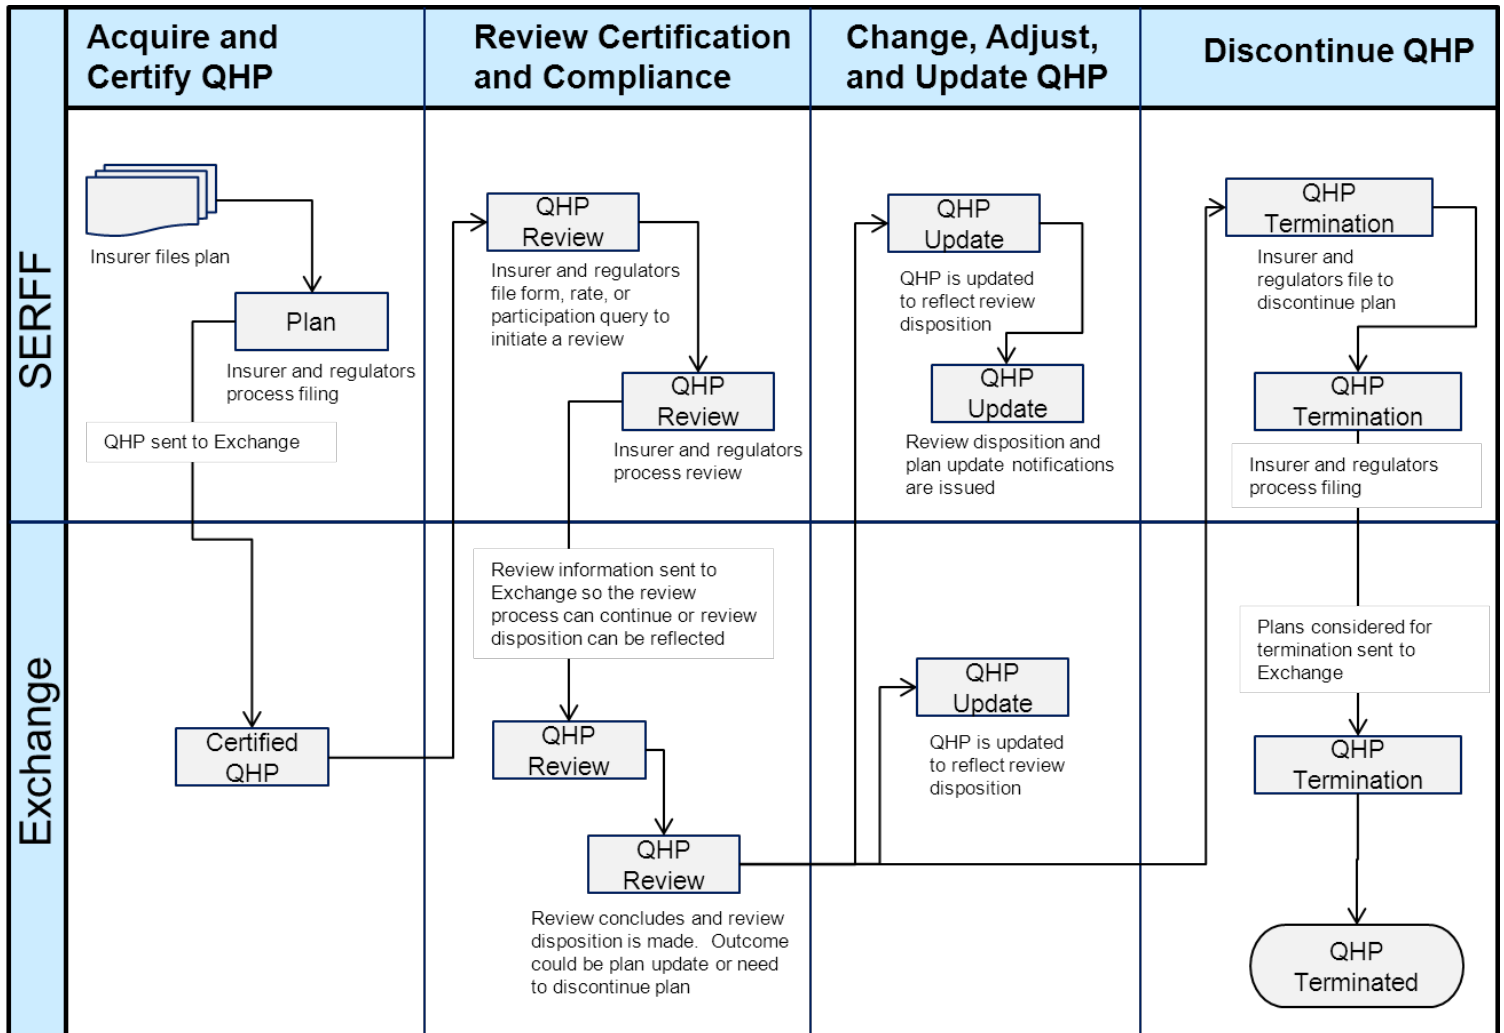 Acquire and
Certify QHP
Review Certification
and Compliance
Change, Adjust,
and Update QHP
Discontinue QHP
SERFF
Insurer files plan
Plan
Insurer and regulators
process filing
QHP sent to Exchange
QHP
Review
Insurer and regulators
file form, rate, or
participation query to
initiate a review
QHP
Review
Insurer and regulators
process review
QHP
Update
QHP is updated
to reflect review
disposition
QHP
Update
Review disposition and
plan update notifications
are issued
QHP
Termination
Insurer and
regulators file to
discontinue plan
QHP
Termination
Insurer and regulators
process filing
Exchange
Certified
QHP
Review information sent to
Exchange so the review
process can continue or review
disposition can be reflected
QHP
Review
QHP
Review
Review concludes and review
disposition is made.  Outcome
could be plan update or need
to discontinue plan
QHP
Update
QHP is updated
to reflect review
disposition
Plans considered for
termination sent to
Exchange
QHP
Termination
QHP
Terminated